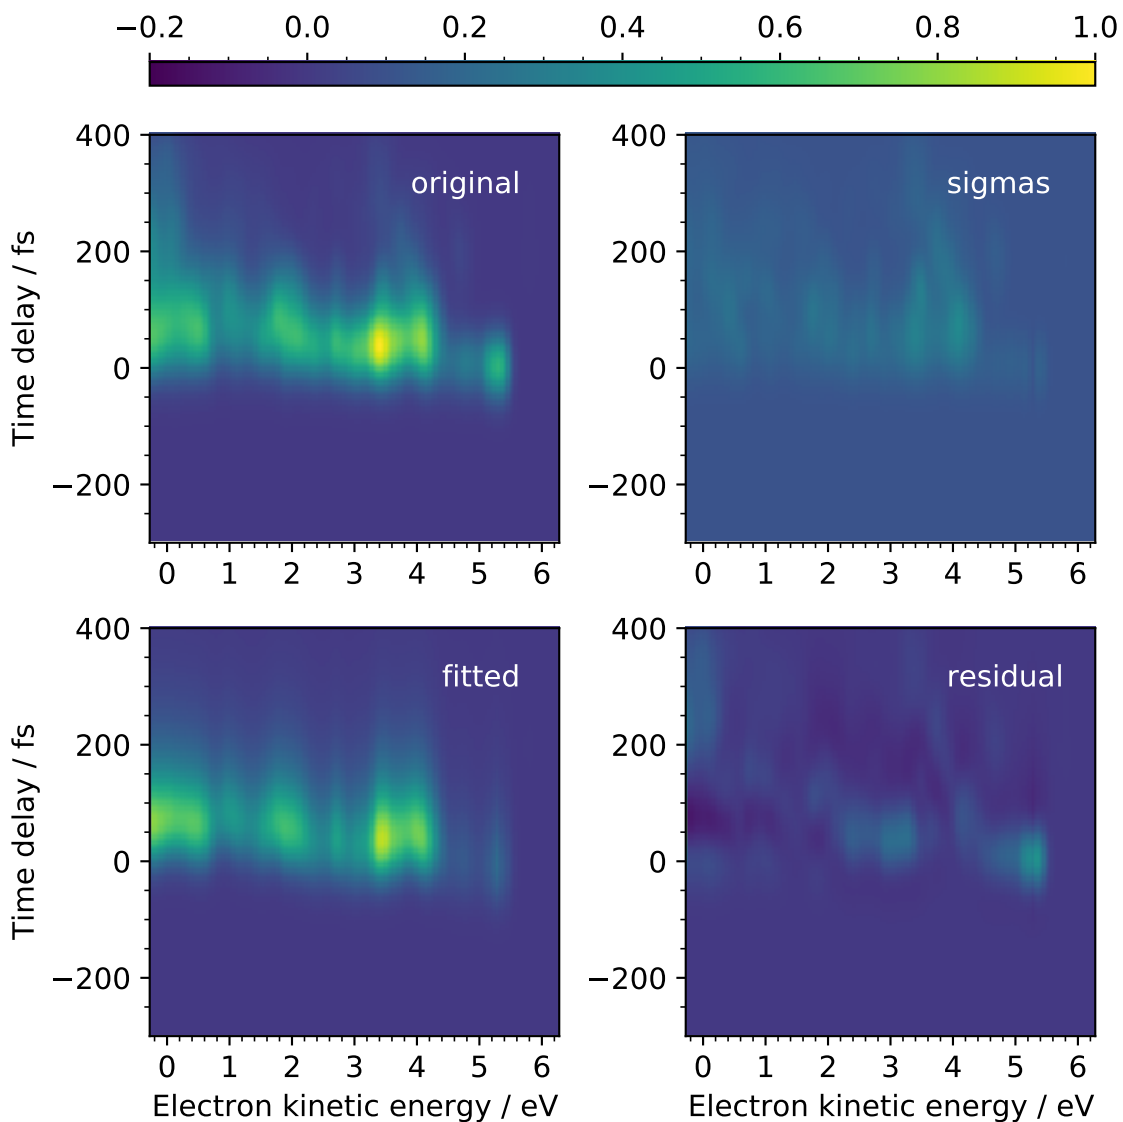 −0.2 0.0 0.2 0.4 0.6 0.8 1.0
400 original
200
0
−200
Time delay / fs
0 1 2 3 4 5 6
400 sigmas
200
0
−200
0 1 2 3 4 5 6
400 fitted
200
0
−200
Time delay / fs
0 1 2 3 4 5 6
Electron kinetic energy / eV
400 residual
200
0
−200
0 1 2 3 4 5 6
Electron kinetic energy / eV